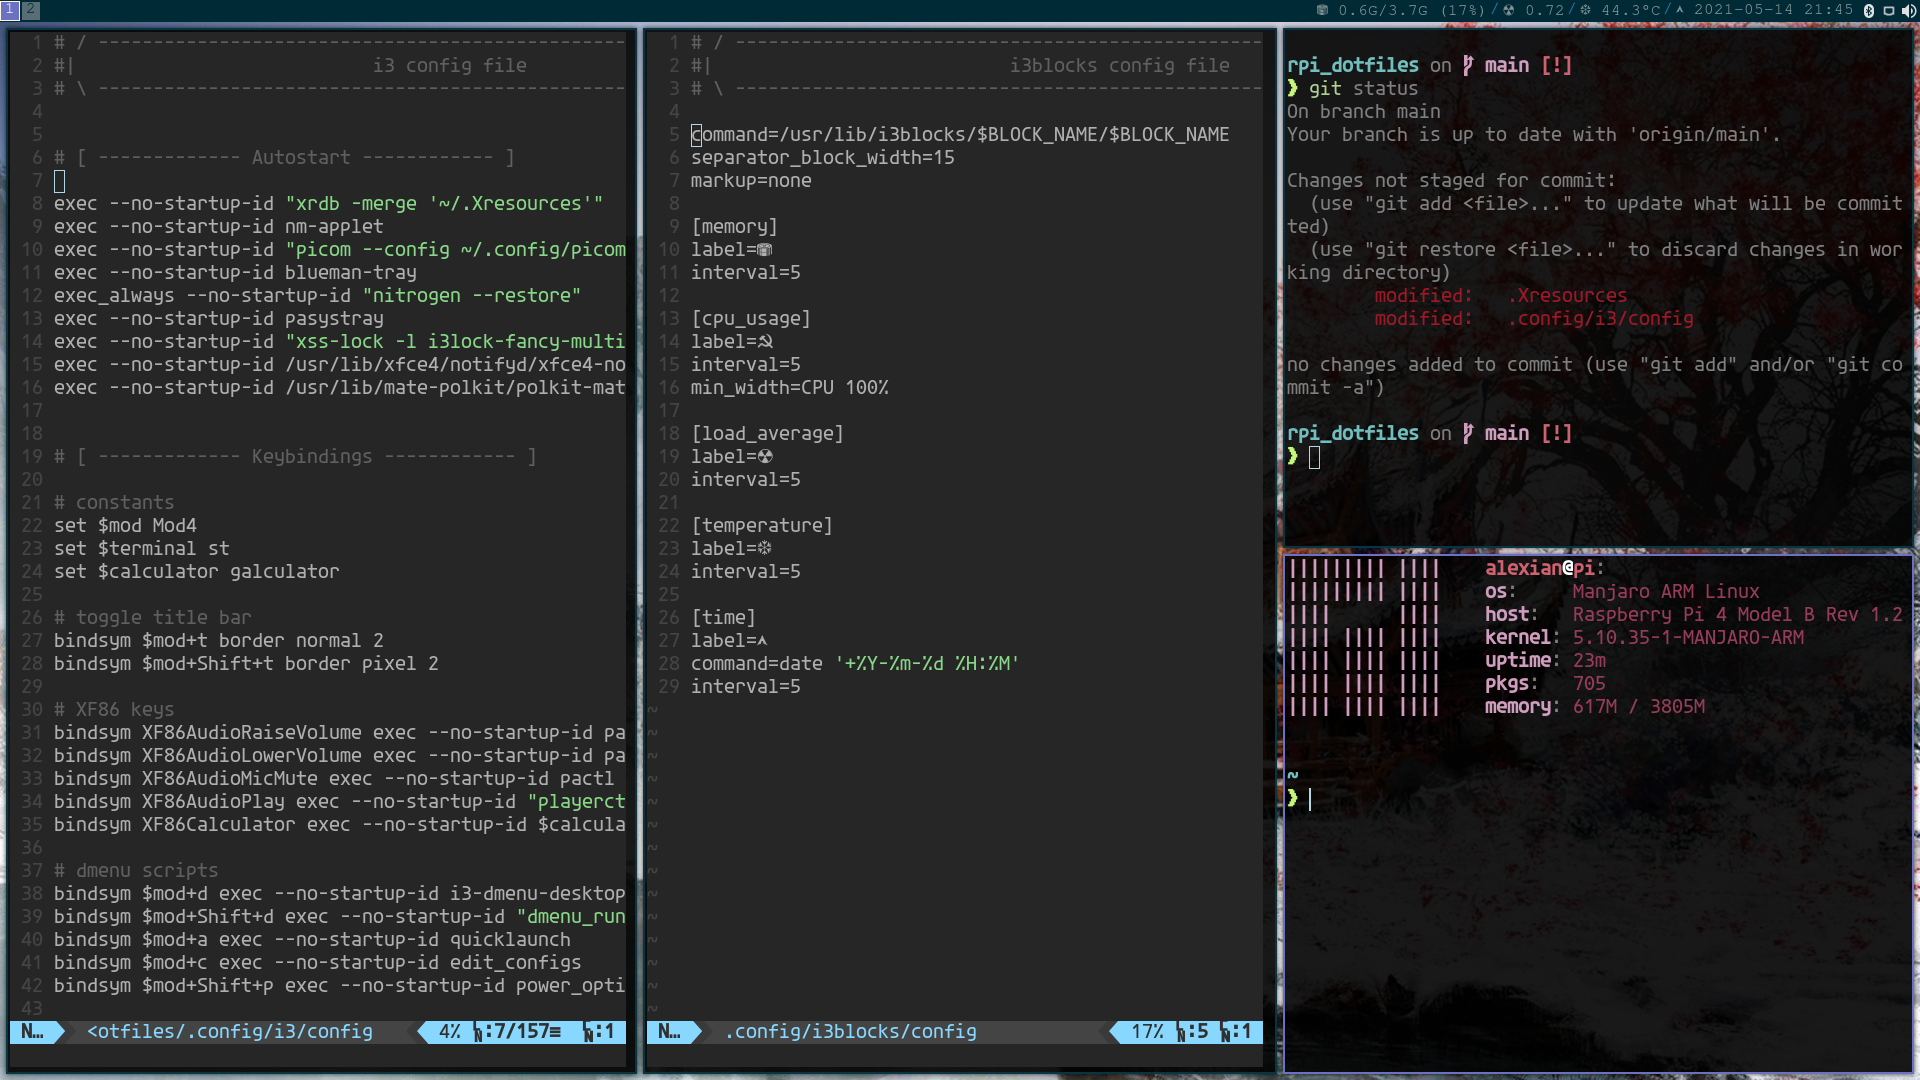 1 2 0.6G/3.7G (17%) / 0.72 / 44.3°C / 2021-05-14 21:45
1 # / ------------------------------------------------
2 #| i3 config file
3 # \ ------------------------------------------------
4
5
6 # [ ------------- Autostart ------------ ]
7
8 exec --no-startup-id "xrdb -merge '~/.Xresources'"
9 exec --no-startup-id nm-applet
10 exec --no-startup-id "picom --config ~/.config/picom
11 exec --no-startup-id blueman-tray
12 exec_always --no-startup-id "nitrogen --restore"
13 exec --no-startup-id pasystray
14 exec --no-startup-id "xss-lock -l i3lock-fancy-multi
15 exec --no-startup-id /usr/lib/xfce4/notifyd/xfce4-no
16 exec --no-startup-id /usr/lib/mate-polkit/polkit-mat
17
18
19 # [ ------------- Keybindings ------------ ]
20
21 # constants
22 set $mod Mod4
23 set $terminal st
24 set $calculator galculator
25
26 # toggle title bar
27 bindsym $mod+t border normal 2
28 bindsym $mod+Shift+t border pixel 2
29
30 # XF86 keys
31 bindsym XF86AudioRaiseVolume exec --no-startup-id pa
32 bindsym XF86AudioLowerVolume exec --no-startup-id pa
33 bindsym XF86AudioMicMute exec --no-startup-id pactl
34 bindsym XF86AudioPlay exec --no-startup-id "playerct
35 bindsym XF86Calculator exec --no-startup-id $calcula
36
37 # dmenu scripts
38 bindsym $mod+d exec --no-startup-id i3-dmenu-desktop
39 bindsym $mod+Shift+d exec --no-startup-id "dmenu_run
40 bindsym $mod+a exec --no-startup-id quicklaunch
41 bindsym $mod+c exec --no-startup-id edit_configs
42 bindsym $mod+Shift+p exec --no-startup-id power_opti
43
N… <otfiles/.config/i3/config 4% :7/157≡ :1
1 # / ------------------------------------------------
2 #| i3blocks config file
3 # \ ------------------------------------------------
4
5 command=/usr/lib/i3blocks/$BLOCK_NAME/$BLOCK_NAME
6 separator_block_width=15
7 markup=none
8
9 [memory]
10 label=
11 interval=5
12
13 [cpu_usage]
14 label=
15 interval=5
16 min_width=CPU 100%
17
18 [load_average]
19 label=☢
20 interval=5
21
22 [temperature]
23 label=❄
24 interval=5
25
26 [time]
27 label=
28 command=date '+%Y-%m-%d %H:%M'
29 interval=5
~
~
~
~
~
~
~
~
~
~
~
~
~
~
N… .config/i3blocks/config 17% :5 :1
rpi_dotfiles on main [!]
❯ git status
On branch main
Your branch is up to date with 'origin/main'.

Changes not staged for commit:
(use "git add <file>..." to update what will be commit
ted)
(use "git restore <file>..." to discard changes in wor
king directory)
modified: .Xresources
modified: .config/i3/config

no changes added to commit (use "git add" and/or "git co
mmit -a")

rpi_dotfiles on main [!]
❯
alexian@pi:
os: Manjaro ARM Linux
host: Raspberry Pi 4 Model B Rev 1.2
kernel: 5.10.35-1-MANJARO-ARM
uptime: 23m
pkgs: 705
memory: 617M / 3805M
~
❯